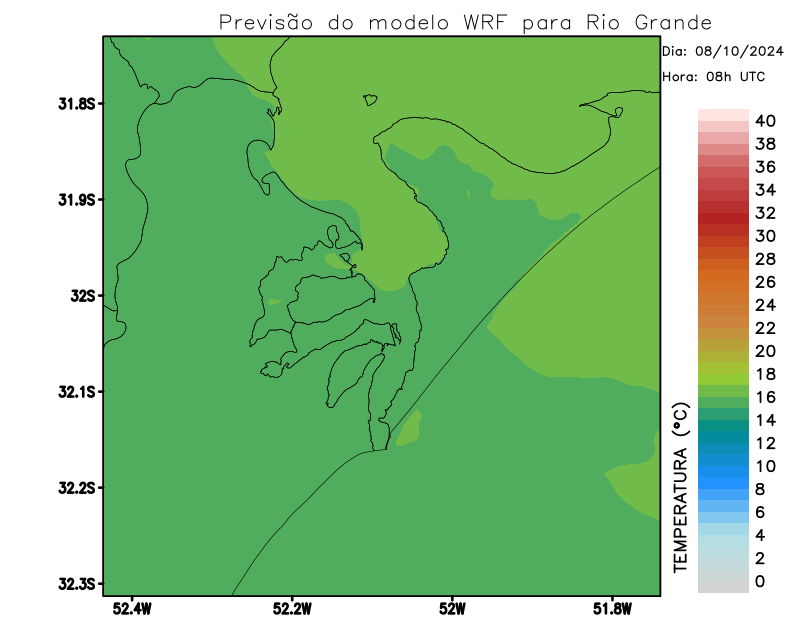 Previsão do modelo WRF para Rio Grande
Dia: 08/10/2024
Hora: 08h UTC
31.8S
31.9S
32S
32.1S
32.2S
32.3S
52.4W
52.2W
52W
51.8W
TEMPERATURA (°C)
40
38
36
34
32
30
28
26
24
22
20
18
16
14
12
10
8
6
4
2
0